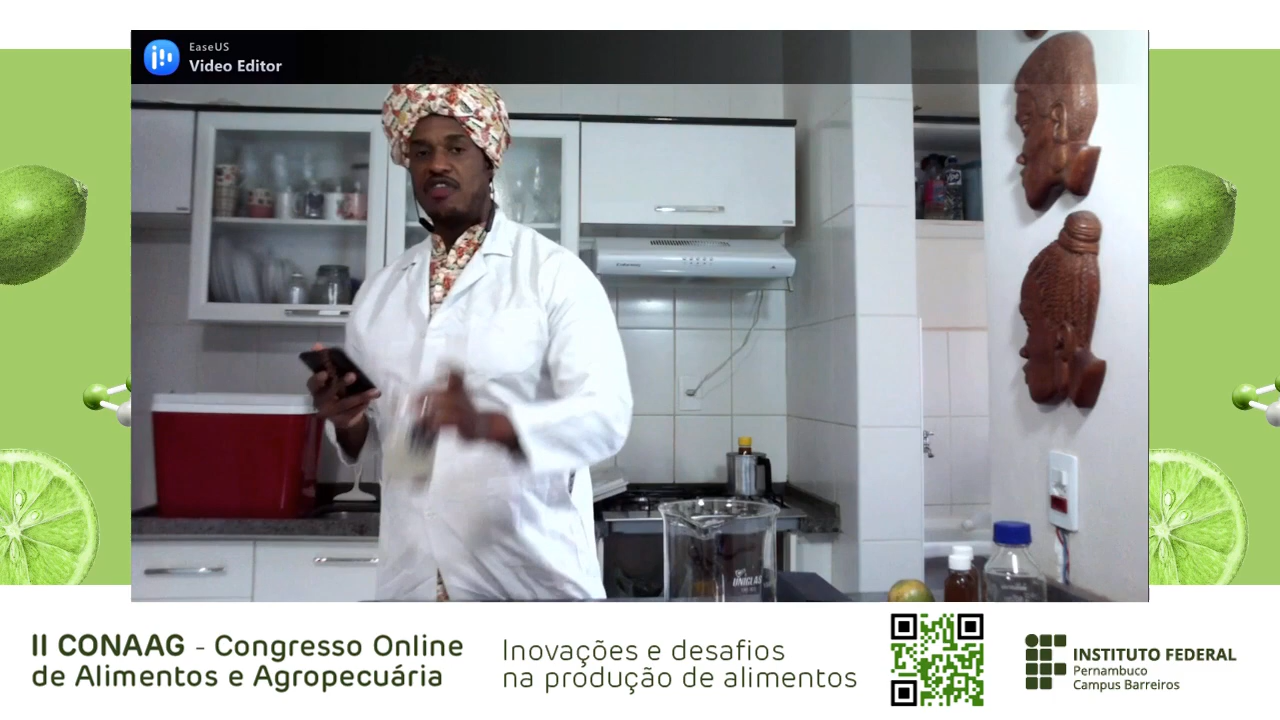 EaseUS
Video Editor
UNIGLAS
II CONAAG - Congresso Online
de Alimentos e Agropecuária
Inovações e desafios
na produção de alimentos
INSTITUTO FEDERAL
Pernambuco
Campus Barreiros